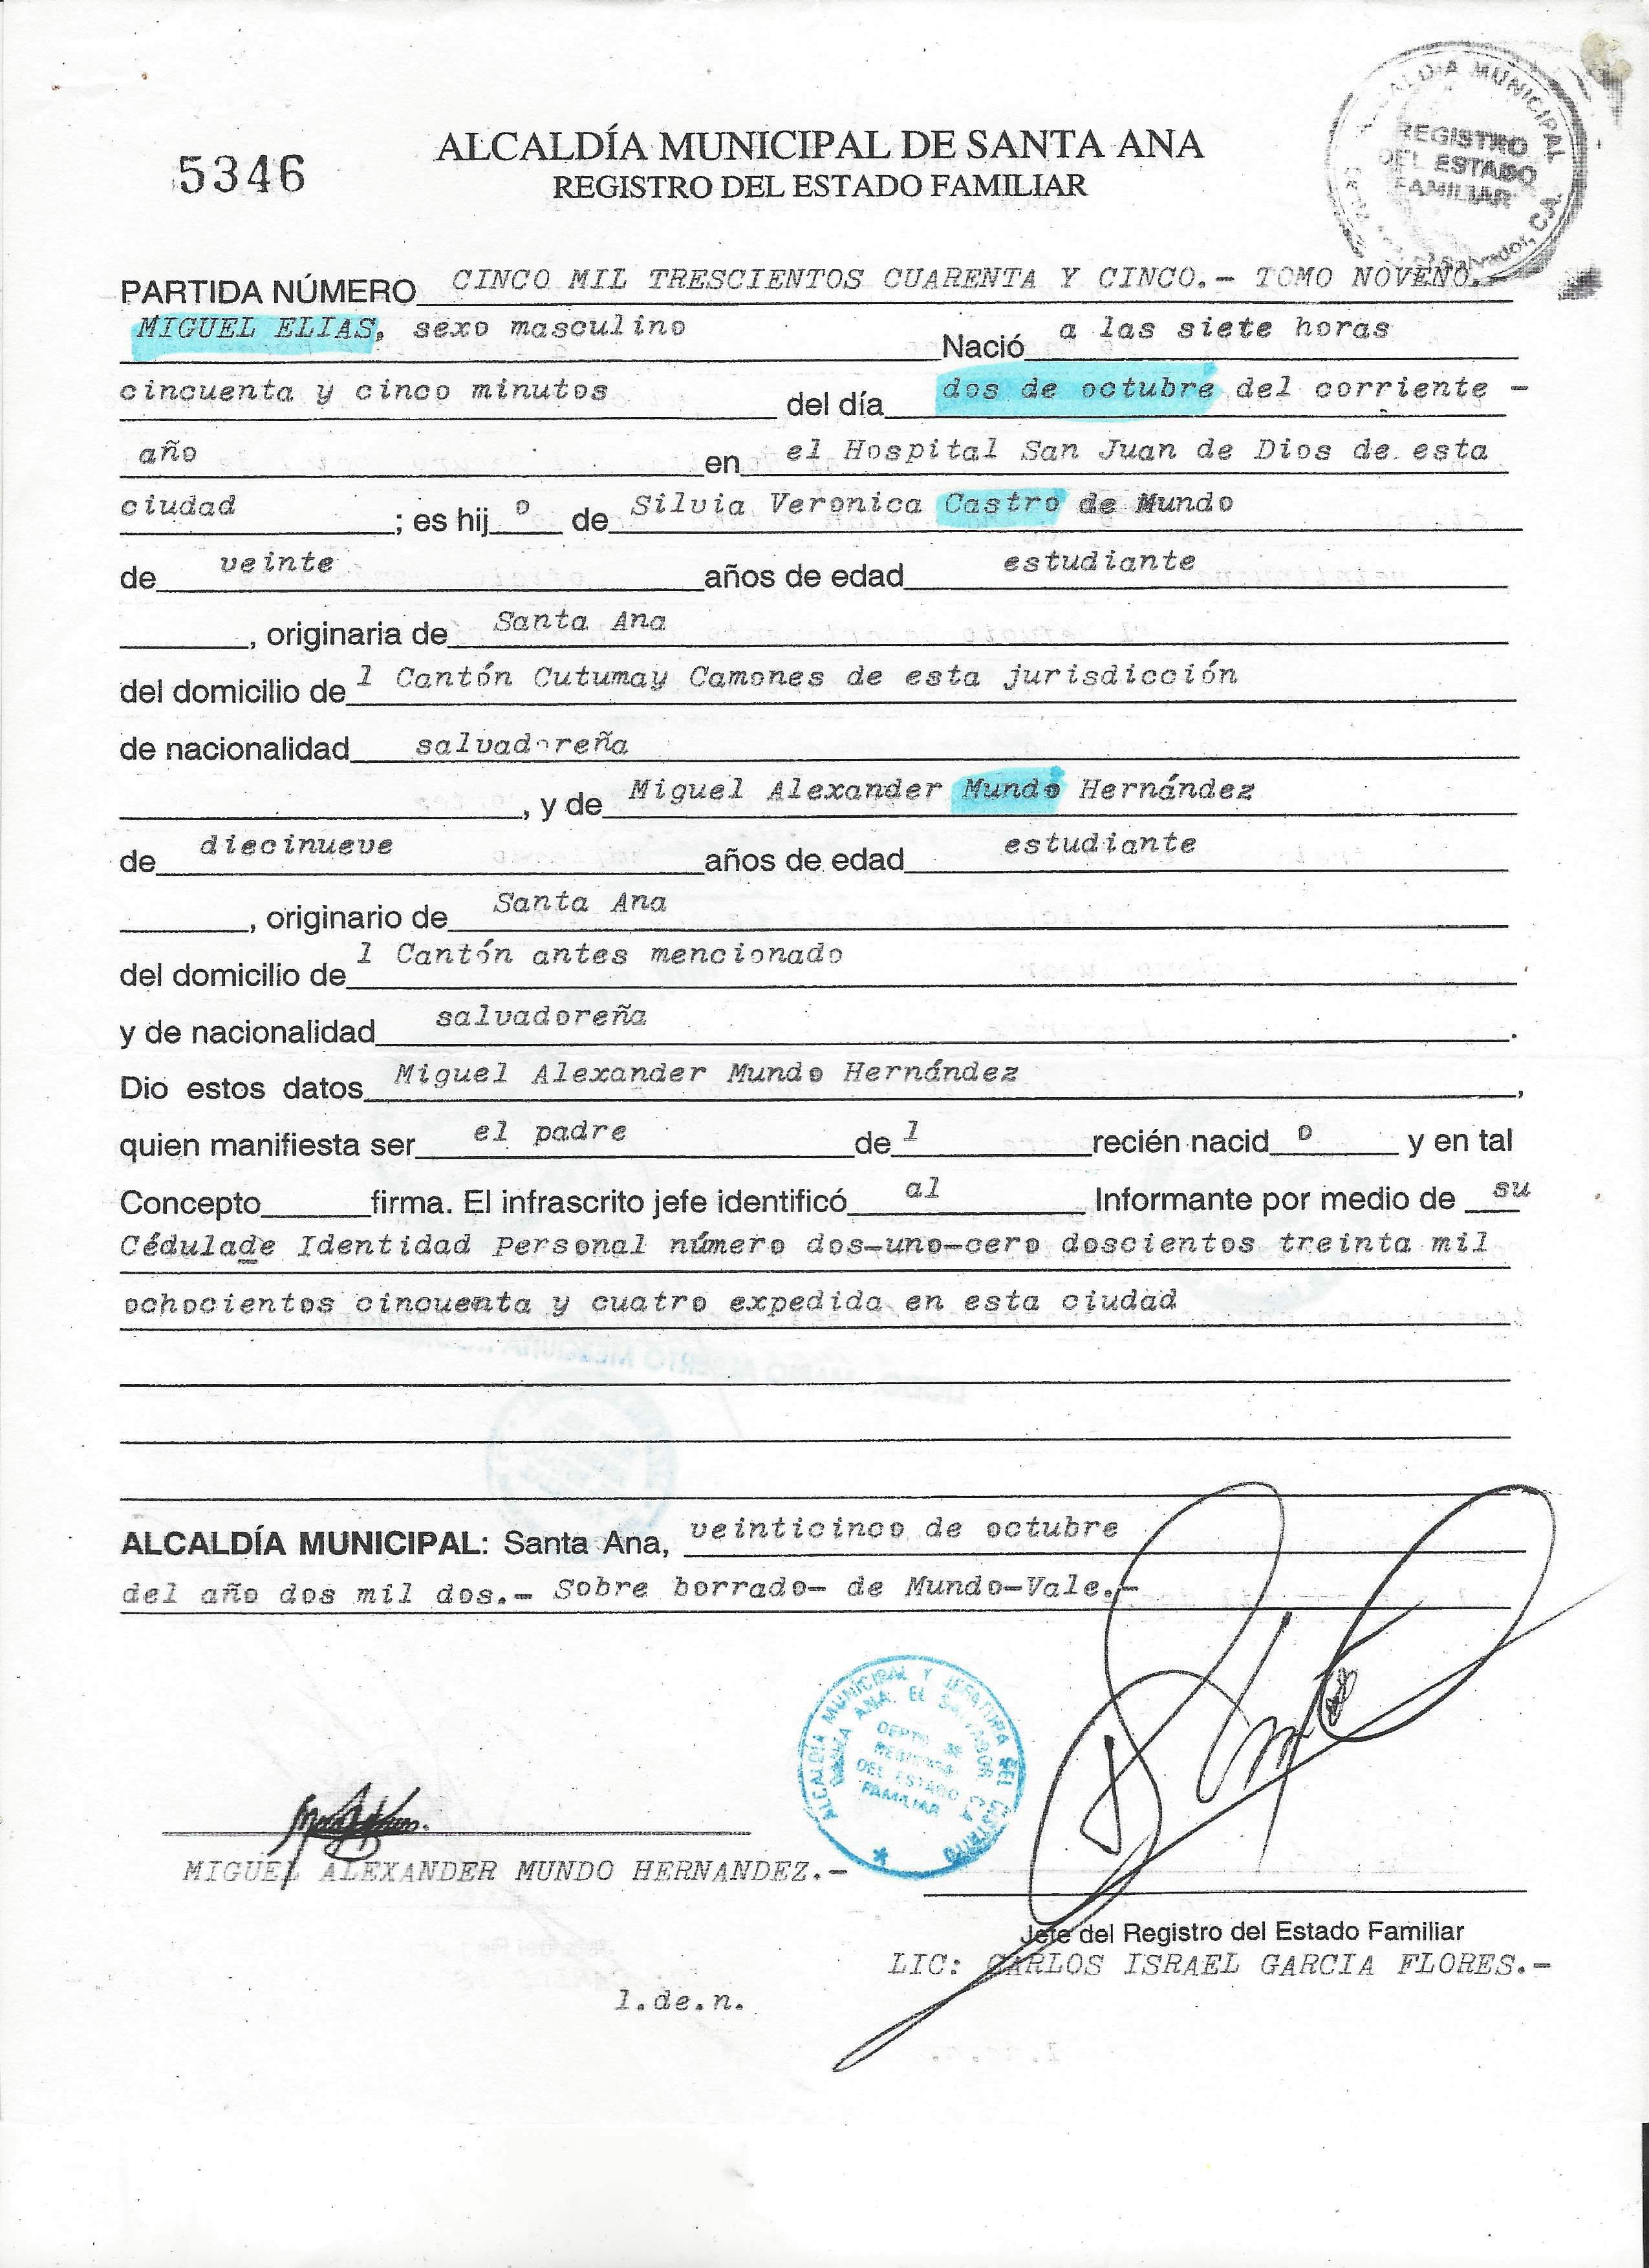 5346
ALCALDÍA MUNICIPAL DE SANTA ANA
REGISTRO DEL ESTADO FAMILIAR
ALCALDIA MUNICIPAL
REGISTRO
DEL ESTADO
FAMILIAR
El Salvador, C.A.
PARTIDA NÚMERO CINCO MIL TRESCIENTOS CUARENTA Y CINCO.- TOMO NOVENO.-
MIGUEL ELIAS, sexo masculino Nació a las siete horas
cincuenta y cinco minutos del día dos de octubre del corriente -
año en el Hospital San Juan de Dios de esta
ciudad ; es hij o de Silvia Veronica Castro de Mundo
de veinte años de edad estudiante
, originaria de Santa Ana
del domicilio de l Cantón Cutumay Camones de esta jurisdicción
de nacionalidad salvadoreña
, y de Miguel Alexander Mundo Hernández
de diecinueve años de edad estudiante
, originario de Santa Ana
del domicilio de l Cantón antes mencionado
y de nacionalidad salvadoreña .
Dio estos datos Miguel Alexander Mundo Hernández ,
quien manifiesta ser el padre de l recién nacid o y en tal
Concepto firma. El infrascrito jefe identificó al Informante por medio de su
Cédulade Identidad Personal número dos-uno-cero doscientos treinta mil
ochocientos cincuenta y cuatro expedida en esta ciudad
ALCALDÍA MUNICIPAL: Santa Ana, veinticinco de octubre
del año dos mil dos.- Sobre borrado- de Mundo-Vale.-
ALCALDIA MUNICIPAL Y JEFATURA DEL DISTRITO
SANTA ANA, EL SALVADOR C.A.
DEPTO. DE
REGISTRO
DEL ESTADO
FAMILIAR
MIGUEL ALEXANDER MUNDO HERNANDEZ.-
Jefe del Registro del Estado Familiar
LIC: CARLOS ISRAEL GARCIA FLORES.-
l.de.n.